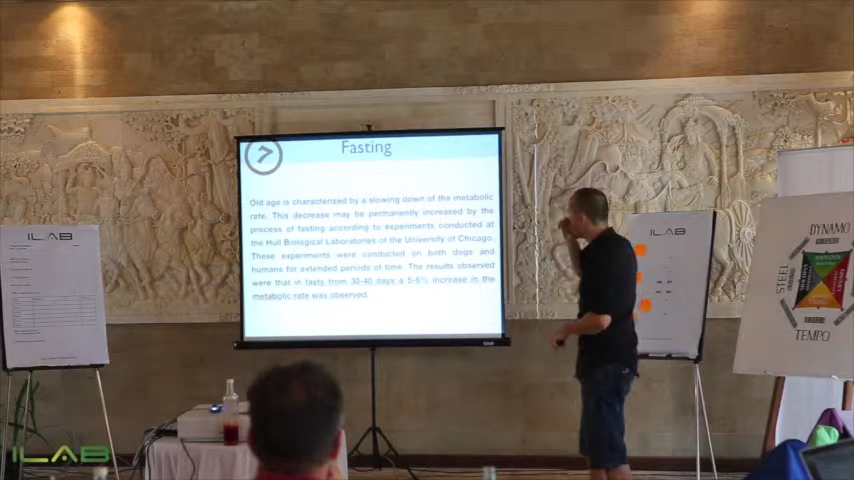 7
Fasting
Old age is characterized by a slowing down of the metabolic
rate. This decrease may be permanently increased by the
process of fasting according to experiments conducted at
the Hull Biological Laboratories of the University of Chicago.
These experiments were conducted on both dogs and
humans for extended periods of time. The results observed
were that in fasts from 30-40 days a 5-6% increase in the
metabolic rate was observed.
ILAB
ILAB
DYNAMO
STEEL
TEMPO
ILAB